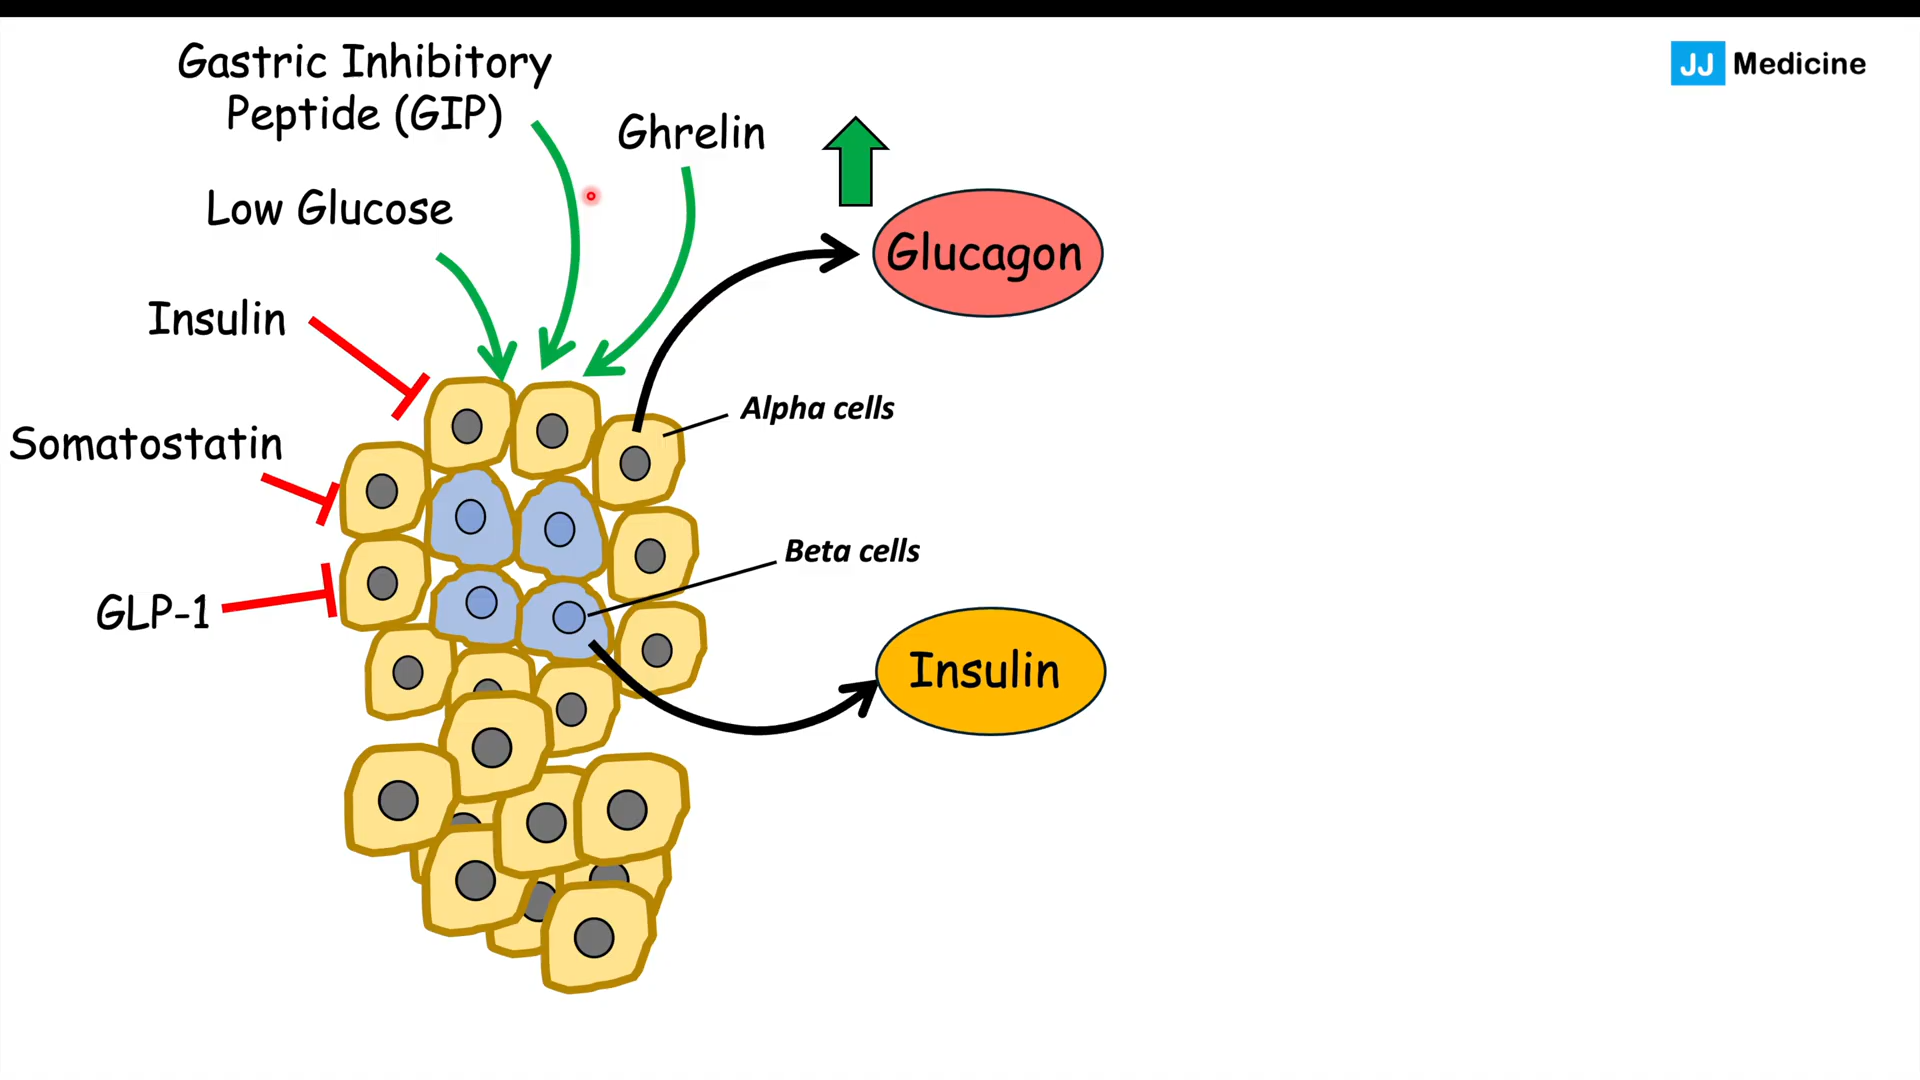 Gastric Inhibitory
Peptide (GIP)
Ghrelin
JJ Medicine
Low Glucose
Glucagon
Insulin
Alpha cells
Somatostatin
Beta cells
GLP-1
Insulin